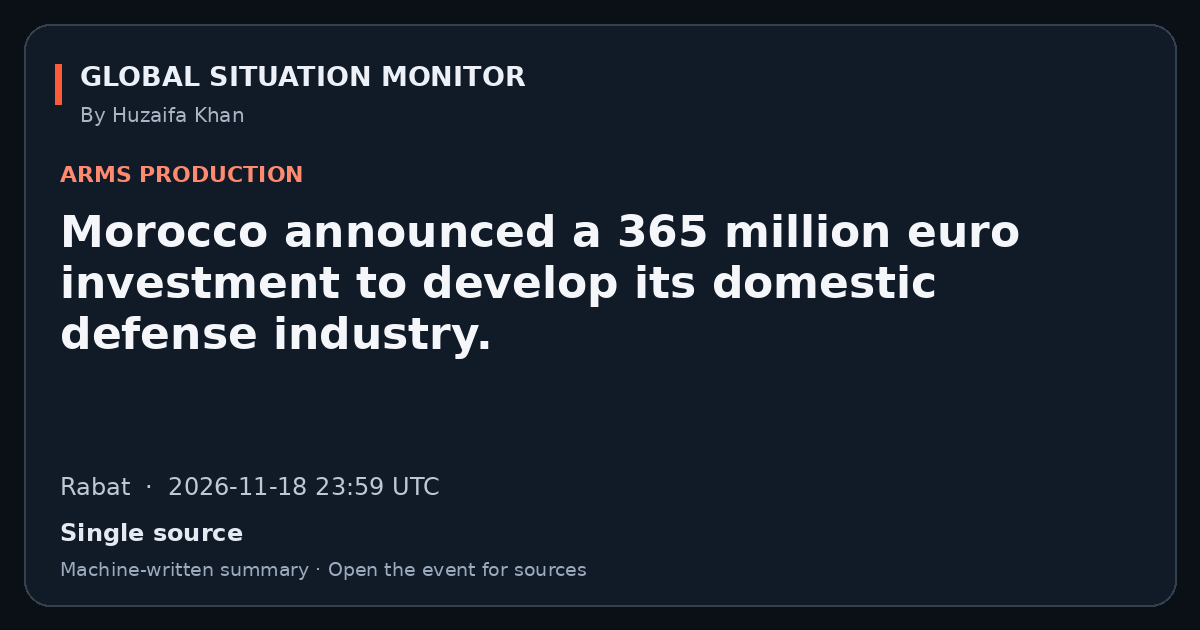 GLOBAL SITUATION MONITOR
By Huzaifa Khan
ARMS PRODUCTION
Morocco announced a 365 million euro
investment to develop its domestic
defense industry.
Rabat · 2026-11-18 23:59 UTC
Single source
Machine-written summary · Open the event for sources